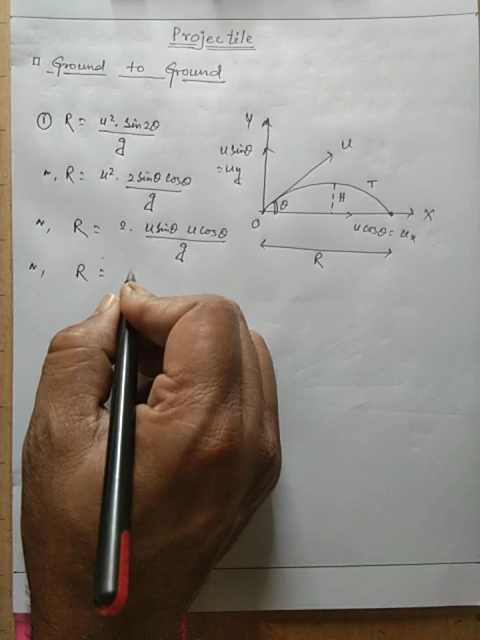 Projectile
Ground to Ground
① R = u². Sin2θ / g
~, R = u². 2sinθ cosθ / g
~, R = 2. usinθ ucosθ / g
~, R =
Y
usinθ
= uy
u
H
T
θ
O
X
ucosθ = ux
R